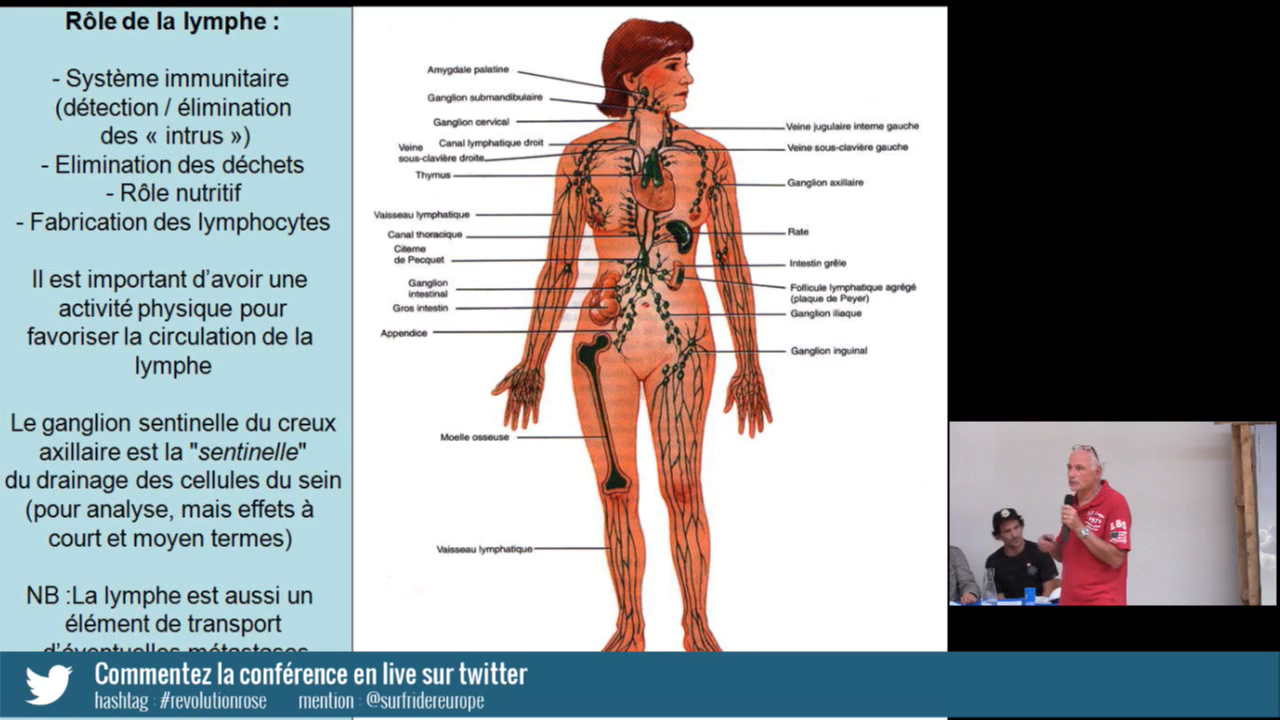 Rôle de la lymphe :
- Système immunitaire
(détection / élimination
des « intrus »)
- Elimination des déchets
- Rôle nutritif
- Fabrication des lymphocytes
Il est important d'avoir une
activité physique pour
favoriser la circulation de la
lymphe
Le ganglion sentinelle du creux
axillaire est la "sentinelle"
du drainage des cellules du sein
(pour analyse, mais effets à
court et moyen termes)
NB :La lymphe est aussi un
élément de transport
d'éventuelles métastases
Amygdale palatine
Ganglion submandibulaire
Ganglion cervical
Canal lymphatique droit
Veine
sous-clavière droite
Thymus
Vaisseau lymphatique
Canal thoracique
Citerne
de Pecquet
Ganglion
intestinal
Gros intestin
Appendice
Moelle osseuse
Vaisseau lymphatique
Veine jugulaire interne gauche
Veine sous-clavière gauche
Ganglion axillaire
Rate
Intestin grêle
Follicule lymphatique agrégé
(plaque de Peyer)
Ganglion iliaque
Ganglion inguinal
Commentez la conférence en live sur twitter
hashtag : #revolutionrose mention : @surfridereurope